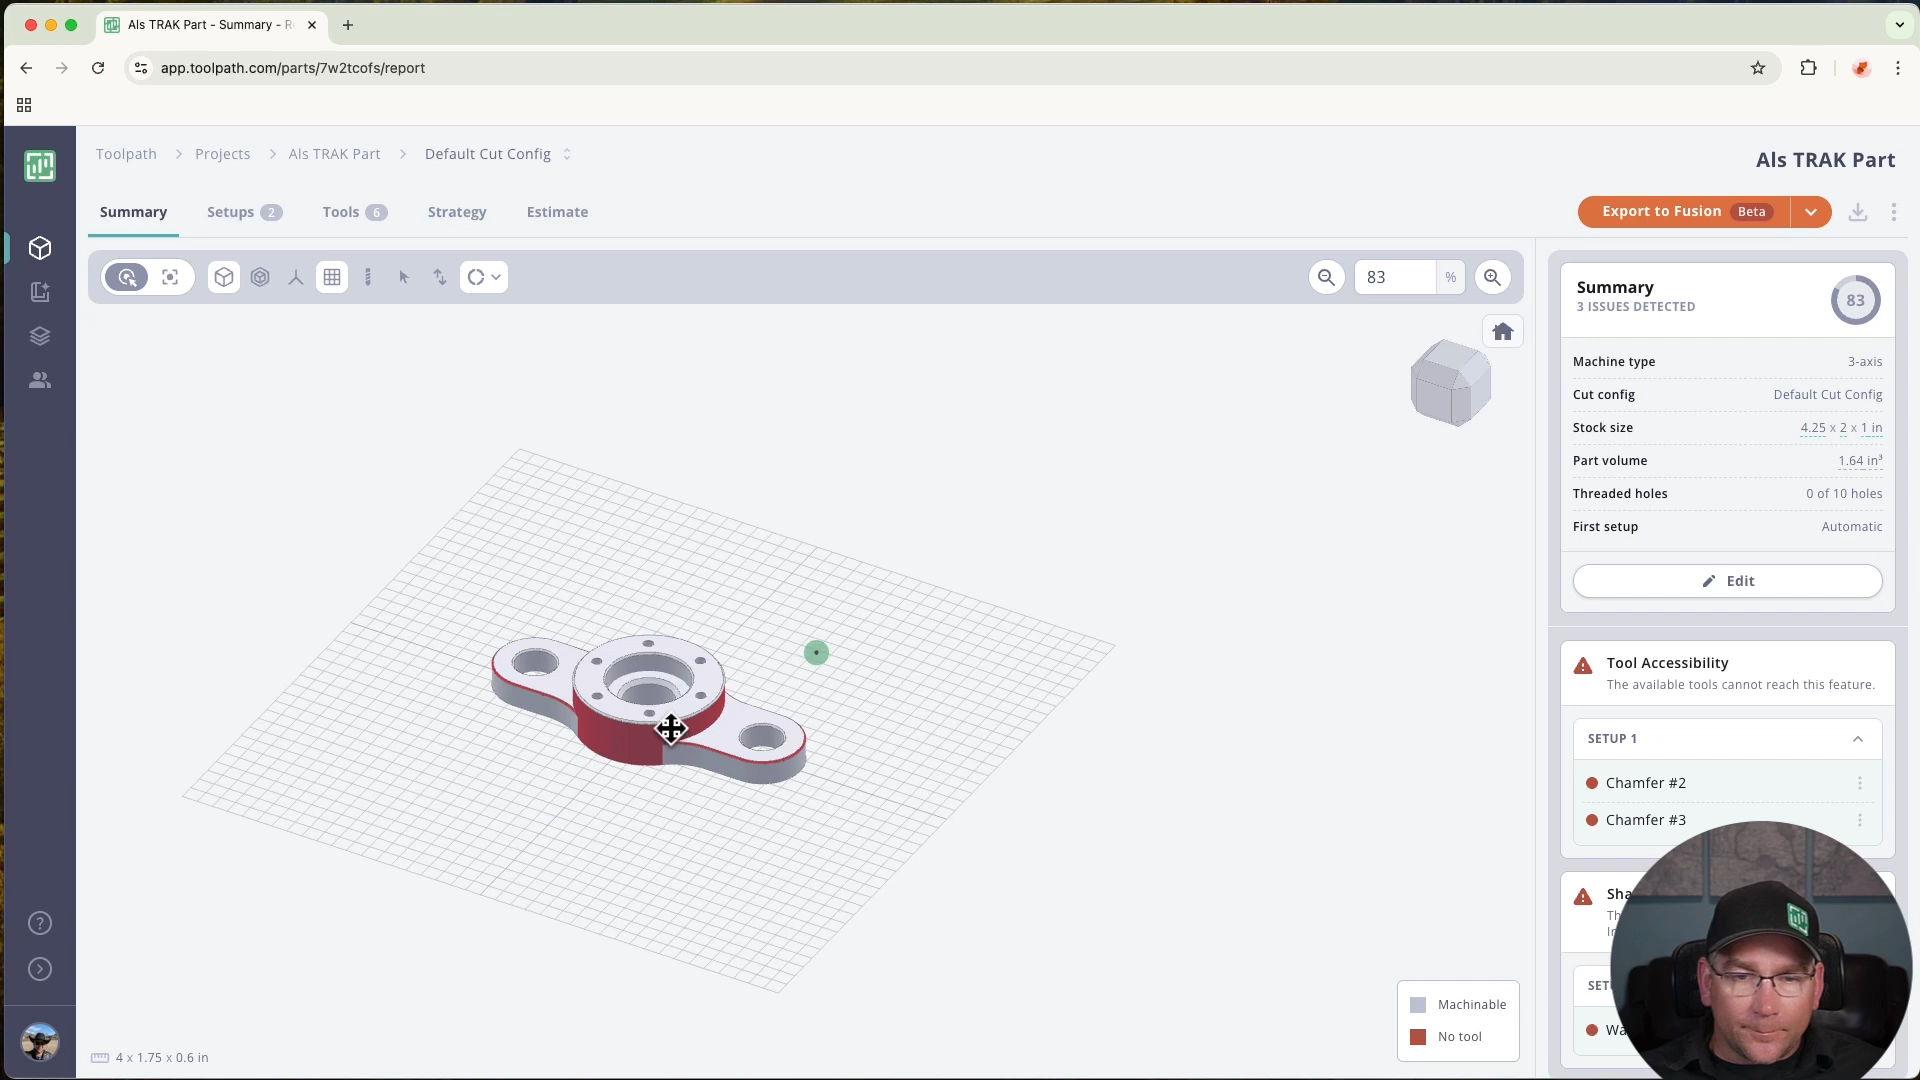 Als TRAK Part - Summary - R
app.toolpath.com/parts/7w2tcofs/report
Toolpath > Projects > Als TRAK Part > Default Cut Config
Als TRAK Part
Summary
Setups 2
Tools 6
Strategy
Estimate
Export to Fusion Beta
83 %
Summary
3 ISSUES DETECTED
83
Machine type 3-axis
Cut config Default Cut Config
Stock size 4.25 x 2 x 1 in
Part volume 1.64 in³
Threaded holes 0 of 10 holes
First setup Automatic
Edit
Tool Accessibility
The available tools cannot reach this feature.
SETUP 1
Chamfer #2
Chamfer #3
Sha
Th
SETU
Wa
Machinable
No tool
4 x 1.75 x 0.6 in